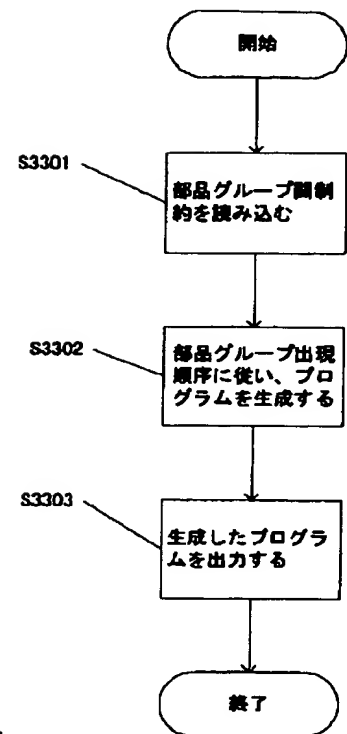 開始
S3301
部品グループ間制
約を読み込む
S3302
部品グループ出現
順序に従い、プロ
グラムを生成する
S3303
生成したプログラ
ムを出力する
終了